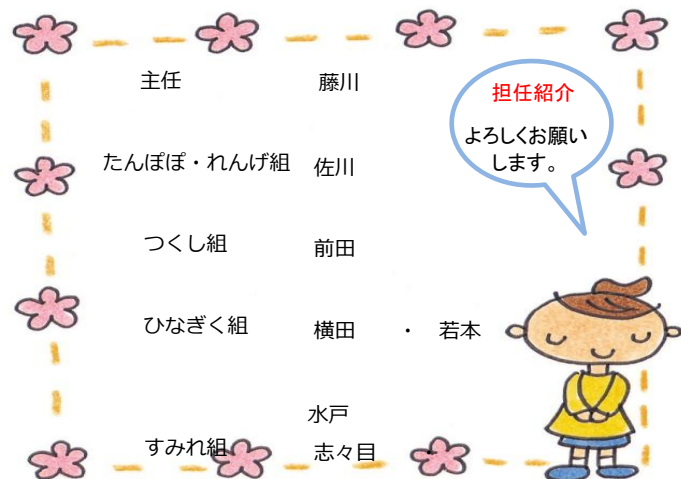 主任 藤川
担任紹介
よろしくお願い
します。
たんぽぽ・れんげ組 佐川
つくし組 前田
ひなぎく組 横田 ・ 若本
水戸
すみれ組 志々目 ・